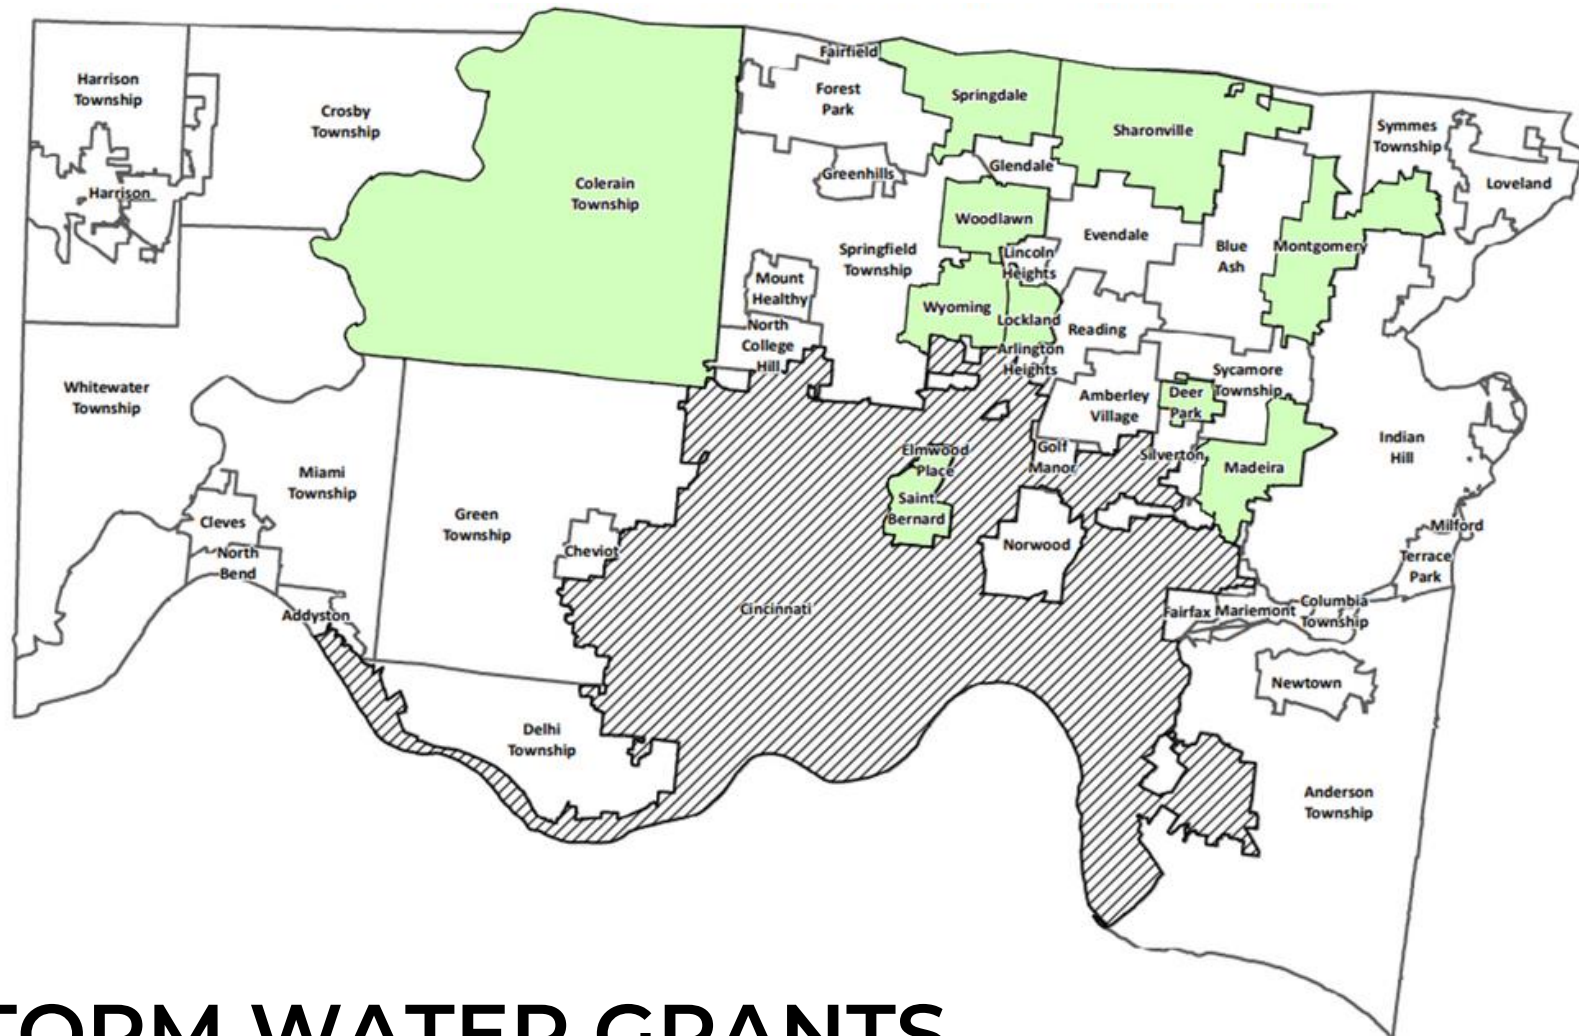 Harrison
Township
Crosby
Township
Harrison
Colerain
Township
Fairfield
Forest
Park
Springdale
Sharonville
Symmes
Township
Loveland
Greenhills
Glendale
Woodlawn
Evendale
Blue
Ash
Montgomery
Springfield
Township
Lincoln
Heights
Mount
Healthy
Wyoming
Lockland
Reading
North
College
Hill
Arlington
Heights
Sycamore
Township
Deer
Park
Amberley
Village
Whitewater
Township
Indian
Hill
Elmwood
Place
Golf
Manor
Silverton
Madeira
Miami
Township
Saint
Bernard
Green
Township
Cleves
North
Bend
Cheviot
Norwood
Milford
Terrace
Park
Addyston
Cincinnati
Fairfax
Mariemont
Columbia
Township
Newtown
Delhi
Township
Anderson
Township
TORM WATER GRANTS